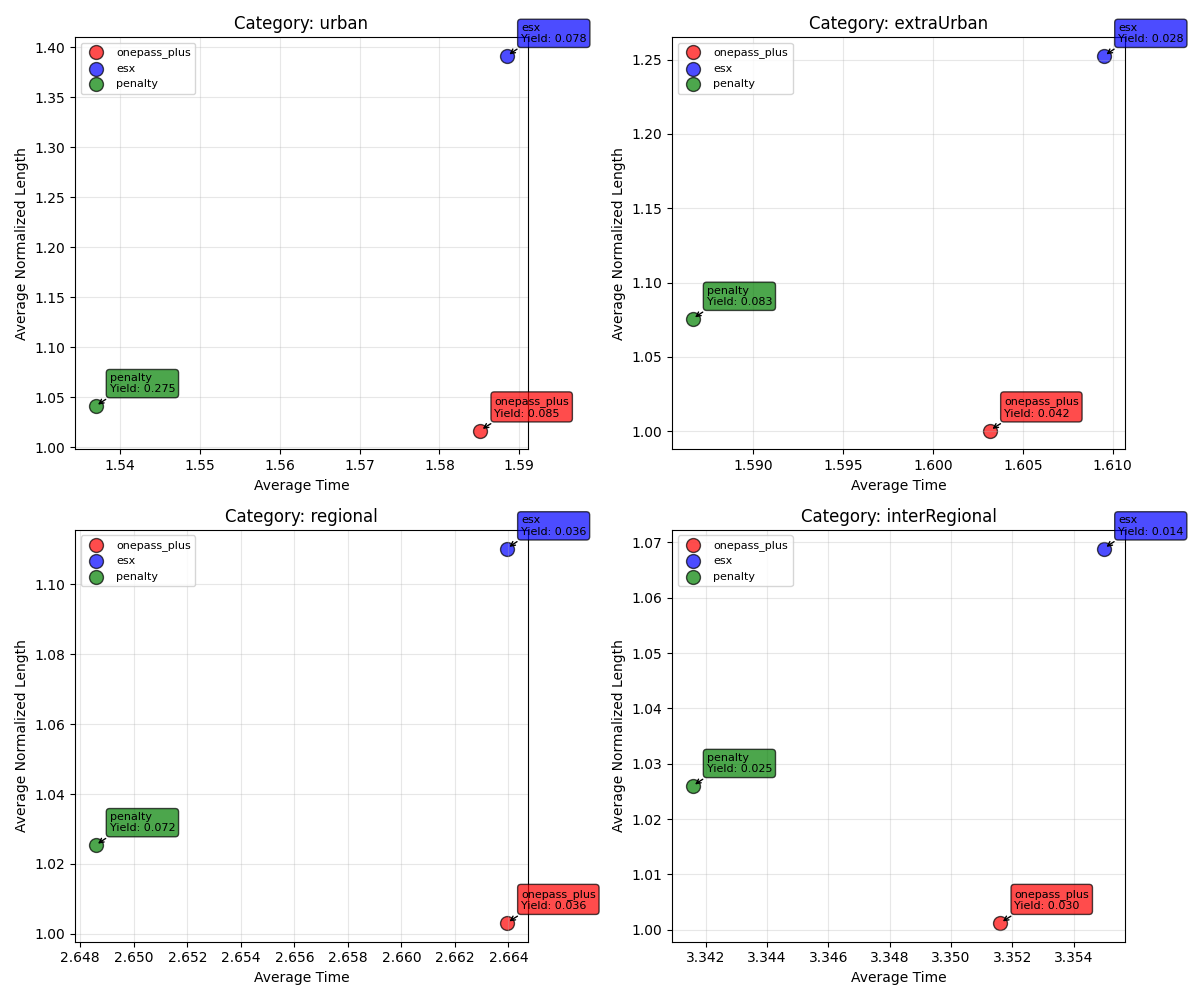 Category: urban
esx
Yield: 0.078
onepass_plus
esx
penalty
penalty
Yield: 0.275
onepass_plus
Yield: 0.085
1.40
1.35
1.30
1.25
1.20
1.15
1.10
1.05
1.00
Average Normalized Length
1.54
1.55
1.56
1.57
1.58
1.59
Average Time
Category: extraUrban
esx
Yield: 0.028
onepass_plus
esx
penalty
penalty
Yield: 0.083
onepass_plus
Yield: 0.042
1.25
1.20
1.15
1.10
1.05
1.00
Average Normalized Length
1.590
1.595
1.600
1.605
1.610
Average Time
Category: regional
esx
Yield: 0.036
onepass_plus
esx
penalty
penalty
Yield: 0.072
onepass_plus
Yield: 0.036
1.10
1.08
1.06
1.04
1.02
1.00
Average Normalized Length
2.648
2.650
2.652
2.654
2.656
2.658
2.660
2.662
2.664
Average Time
Category: interRegional
esx
Yield: 0.014
onepass_plus
esx
penalty
penalty
Yield: 0.025
onepass_plus
Yield: 0.030
1.07
1.06
1.05
1.04
1.03
1.02
1.01
1.00
Average Normalized Length
3.342
3.344
3.346
3.348
3.350
3.352
3.354
Average Time